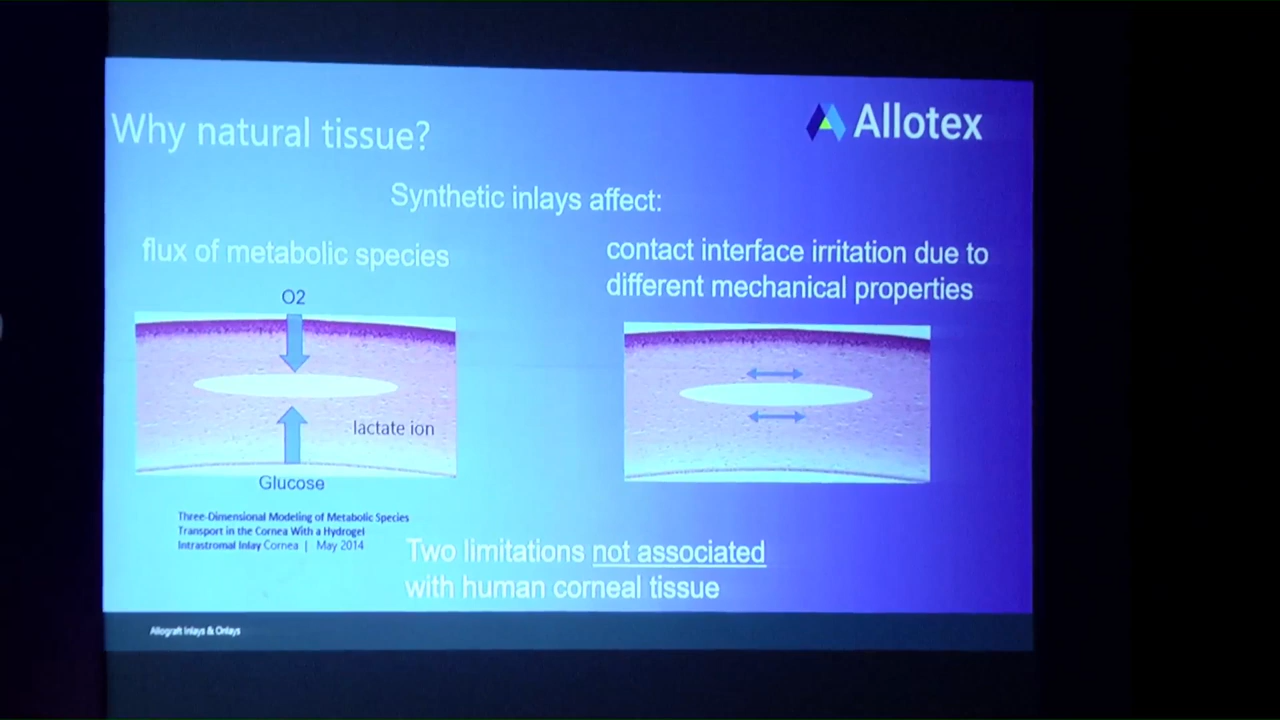 Why natural tissue?
Allotex
Synthetic inlays affect:
flux of metabolic species
O2
lactate ion
Glucose
Three-Dimensional Modeling of Metabolic Species
Transport in the Cornea With a Hydrogel
Intrastromal Inlay Cornea | May 2014
contact interface irritation due to
different mechanical properties
Two limitations not associated
with human corneal tissue
Allograft Inlays & Onlays